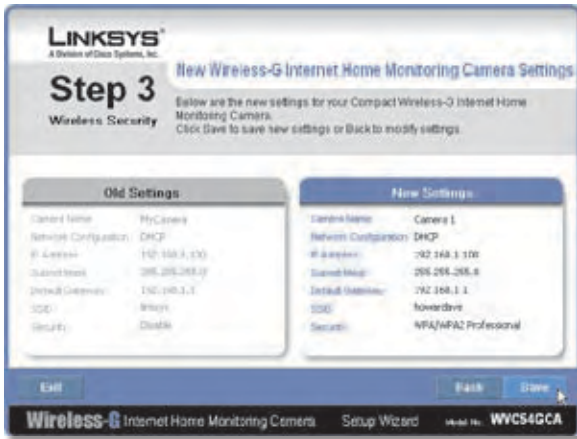 LINKSYS®
A Division of Cisco Systems, Inc.
Step 3
Wireless Security
New Wireless-G Internet Home Monitoring Camera Settings
Below are the new settings for your Compact Wireless-G Internet Home
Monitoring Camera.
Click Save to save new settings or Back to modify settings.
Old Settings
Camera Name MyCamera
Network Configuration DHCP
IP Address 192.168.1.100
Subnet Mask 255.255.255.0
Default Gateway 192.168.1.1
SSID linksys
Security Disable
New Settings
Camera Name Camera 1
Network Configuration DHCP
IP Address 192.168.1.100
Subnet Mask 255.255.255.0
Default Gateway 192.168.1.1
SSID howardave
Security WPA/WPA2 Professional
Exit
Back
Save
Wireless-G Internet Home Monitoring Camera Setup Wizard Model No. WVC54GCA